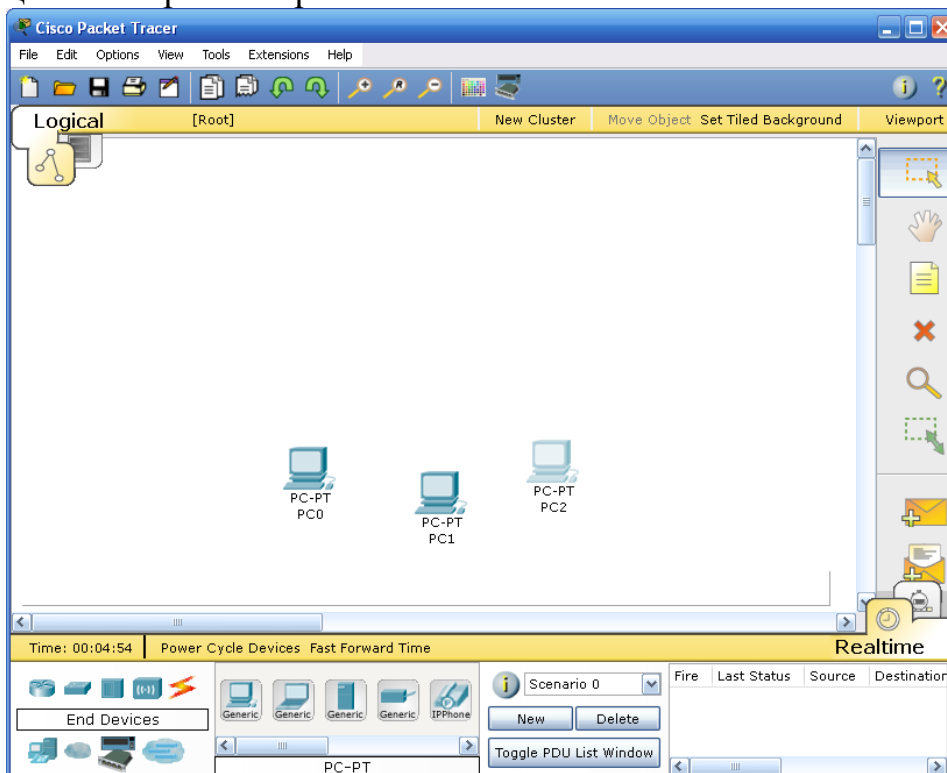 Cisco Packet Tracer
File Edit Options View Tools Extensions Help
Logical [Root] New Cluster Move Object Set Tiled Background Viewport
PC-PT
PC0
PC-PT
PC1
PC-PT
PC2
Time: 00:04:54 Power Cycle Devices Fast Forward Time Realtime
End Devices
Generic Generic Generic Generic IPPhone
PC-PT
Scenario 0
New Delete
Toggle PDU List Window
Fire Last Status Source Destination